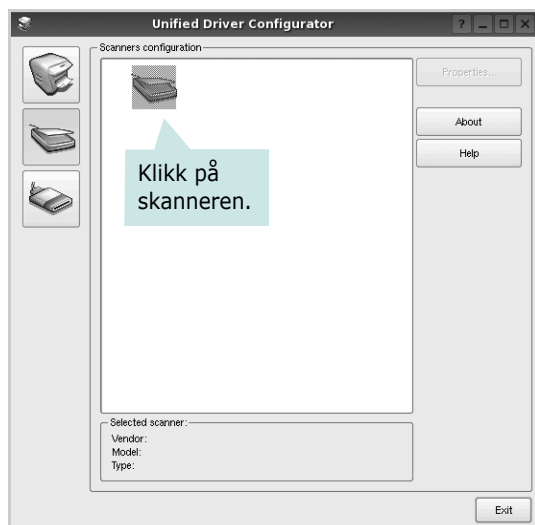 Unified Driver Configurator
Scanners configuration
Properties...
About
Help
Klikk på
skanneren.
Selected scanner:
Vendor:
Model:
Type:
Exit